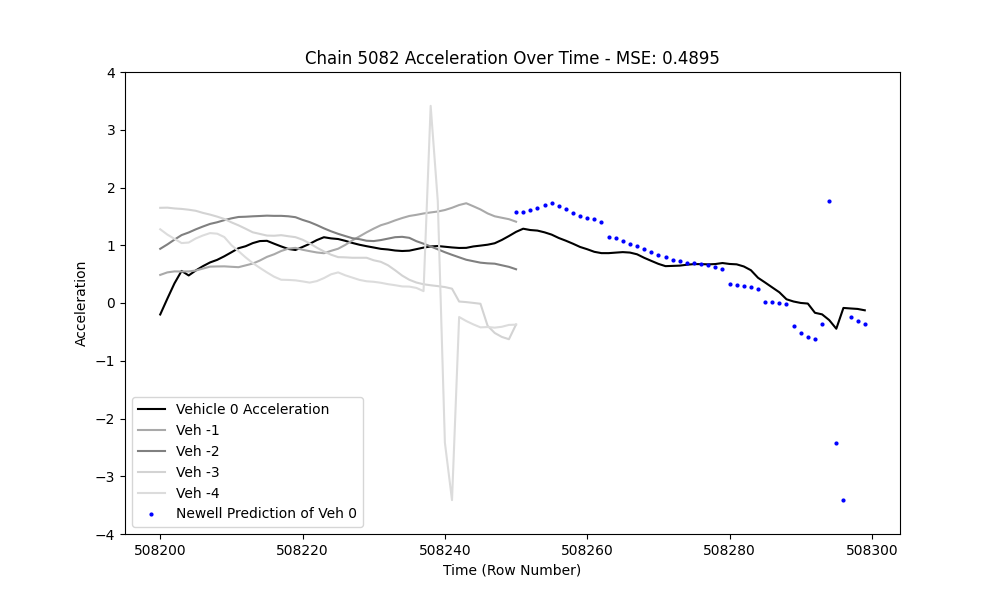 Chain 5082 Acceleration Over Time - MSE: 0.4895
4
3
2
1
0
−1
−2
−3
−4
Acceleration
Vehicle 0 Acceleration
Veh -1
Veh -2
Veh -3
Veh -4
Newell Prediction of Veh 0
508200 508220 508240 508260 508280 508300
Time (Row Number)